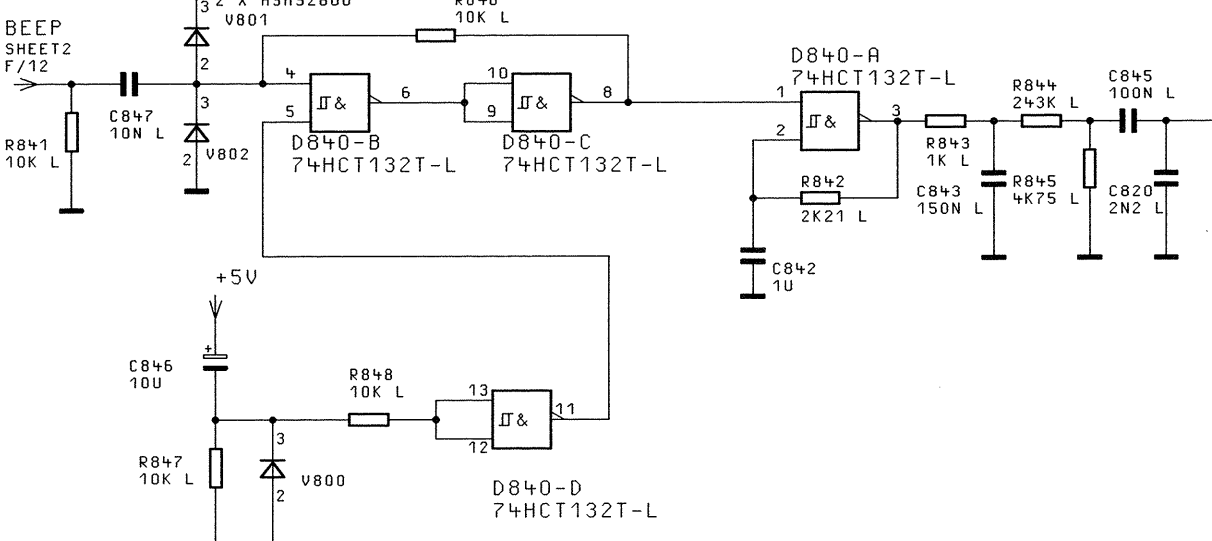 3
V801
10K L
BEEP
SHEET2
F/12
2
3
2
V802
C847
10N L
R841
10K L
4
5
&
6
D840-B
74HCT132T-L
10
9
&
8
D840-C
74HCT132T-L
D840-A
74HCT132T-L
1
2
&
3
R842
2K21 L
C842
1U
R843
1K L
C843
150N L
R844
243K L
R845
4K75 L
C845
100N L
C820
2N2 L
+5V
+
C846
10U
R847
10K L
3
2
V800
R848
10K L
13
12
&
11
D840-D
74HCT132T-L